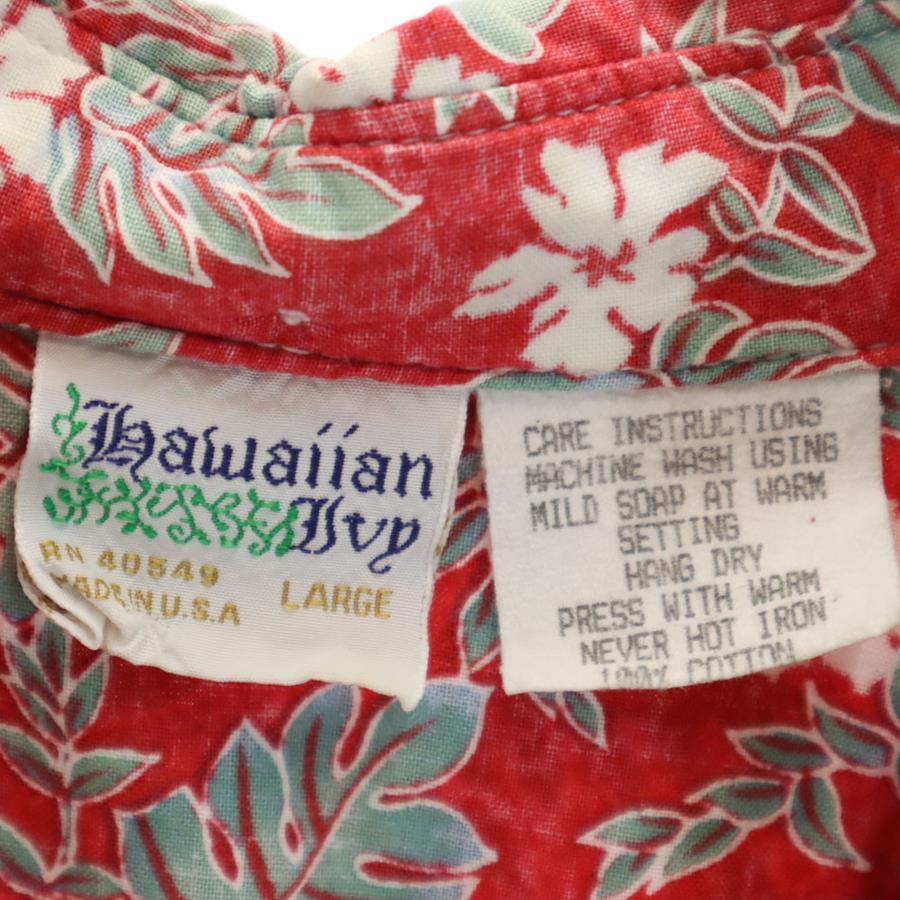 Hawaiian
Ivy
RN 40549
MADE IN U.S.A LARGE
CARE INSTRUCTIONS
MACHINE WASH USING
MILD SOAP AT WARM
SETTING
HANG DRY
PRESS WITH WARM
NEVER HOT IRON
100% COTTON